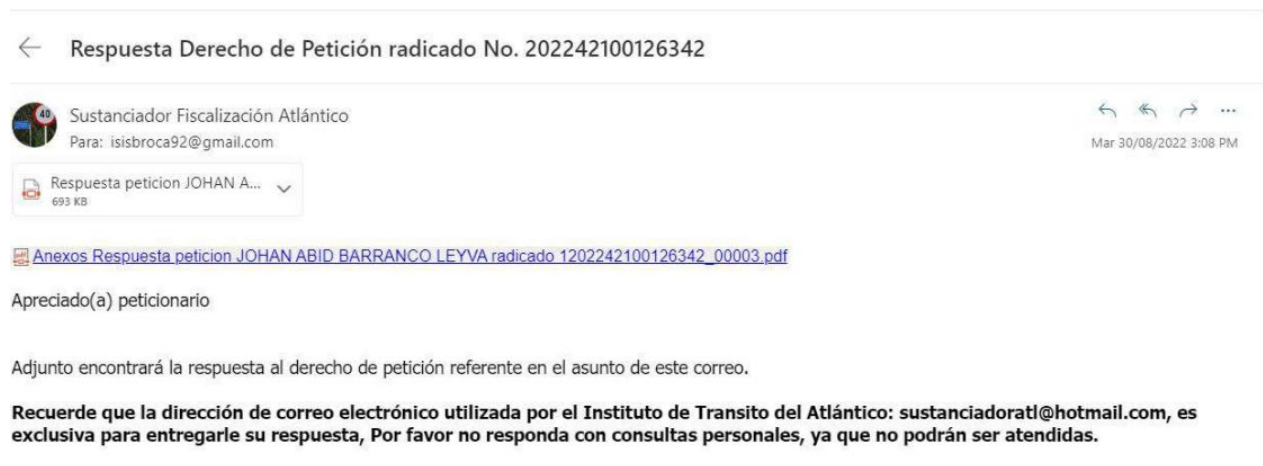 Respuesta Derecho de Petición radicado No. 202242100126342
40
Sustanciador Fiscalización Atlántico
Para: isisbroca92@gmail.com
Mar 30/08/2022 3:08 PM
Respuesta peticion JOHAN A...
693 KB
Anexos Respuesta peticion JOHAN ABID BARRANCO LEYVA radicado 1202242100126342_00003.pdf
Apreciado(a) peticionario
Adjunto encontrará la respuesta al derecho de petición referente en el asunto de este correo.
Recuerde que la dirección de correo electrónico utilizada por el Instituto de Transito del Atlántico: sustanciadoratl@hotmail.com, es
exclusiva para entregarle su respuesta, Por favor no responda con consultas personales, ya que no podrán ser atendidas.